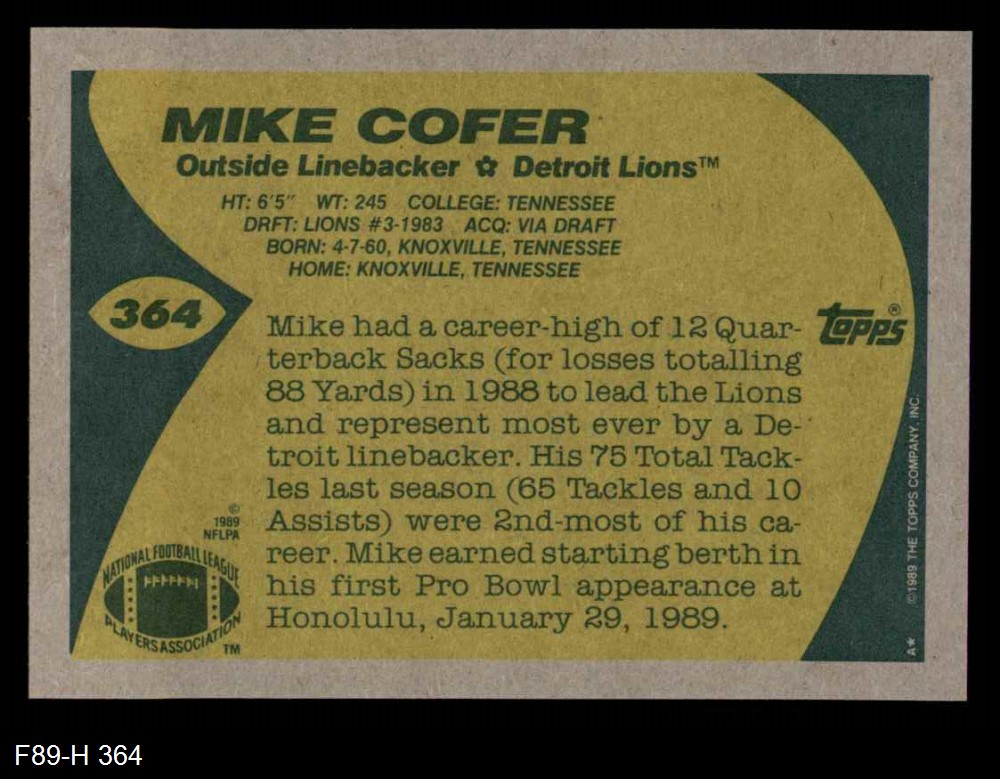 MIKE COFER
Outside Linebacker ✿ Detroit Lions™
HT: 6'5" WT: 245 COLLEGE: TENNESSEE
DRFT: LIONS #3-1983 ACQ: VIA DRAFT
BORN: 4-7-60, KNOXVILLE, TENNESSEE
HOME: KNOXVILLE, TENNESSEE
364
Mike had a career-high of 12 Quar-
terback Sacks (for losses totalling
88 Yards) in 1988 to lead the Lions
and represent most ever by a De-
troit linebacker. His 75 Total Tack-
les last season (65 Tackles and 10
Assists) were 2nd-most of his ca-
reer. Mike earned starting berth in
his first Pro Bowl appearance at
Honolulu, January 29, 1989.
topps®
©1989 THE TOPPS COMPANY, INC.
A★
©
1989
NFLPA
NATIONAL FOOTBALL LEAGUE
PLAYERS ASSOCIATION
TM
F89-H 364